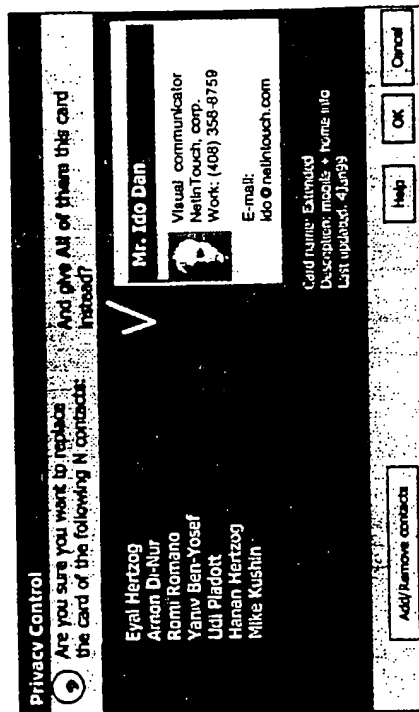 Privacy Control
Are you sure you want to replace
the card of the following N contacts:
And give All of them this card
instead?
Eyal Hertzog
Arnon Di-Nur
Romi Romano
Yaniv Ben-Yosef
Udi Pladott
Hanan Hertzog
Mike Kushin
Mr. Ido Dan
Visual communicator
NetinTouch, corp.
Work: (408) 358-8759
E-mail:
ido@netintouch.com
Card name: Extended
Description: mobile + home info
Last updated: 4Jan99
Add/Remove contacts
Help
OK
Cancel